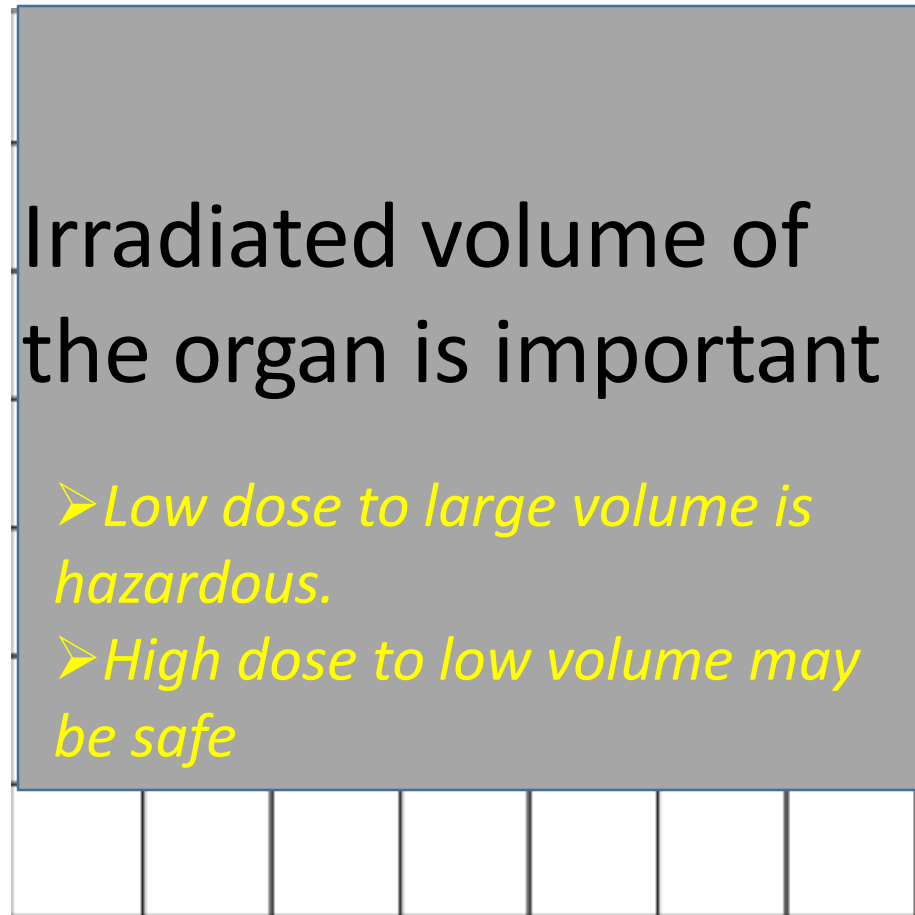 Irradiated volume of
the organ is important
➢Low dose to large volume is
hazardous.
➢High dose to low volume may
be safe